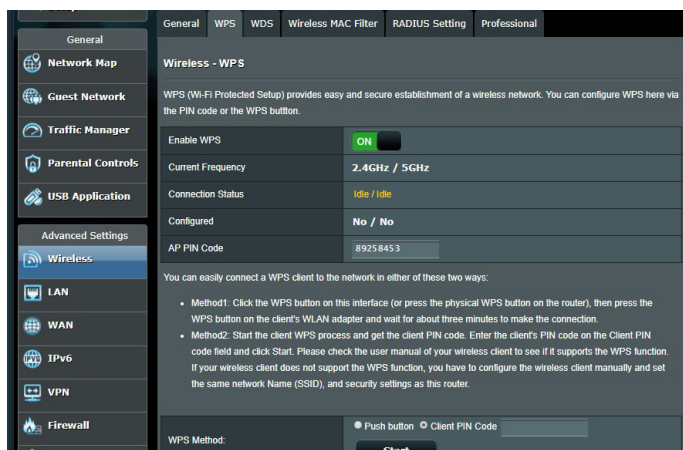 General
Network Map
Guest Network
Traffic Manager
Parental Controls
USB Application
Advanced Settings
Wireless
LAN
WAN
IPv6
VPN
Firewall
General WPS WDS Wireless MAC Filter RADIUS Setting Professional
Wireless - WPS
WPS (Wi-Fi Protected Setup) provides easy and secure establishment of a wireless network. You can configure WPS here via
the PIN code or the WPS buttton.
Enable WPS ON
Current Frequency 2.4GHz / 5GHz
Connection Status Idle / Idle
Configured No / No
AP PIN Code 89258453
You can easily connect a WPS client to the network in either of these two ways:
• Method1: Click the WPS button on this interface (or press the physical WPS button on the router), then press the
WPS button on the client's WLAN adapter and wait for about three minutes to make the connection.
• Method2: Start the client WPS process and get the client PIN code. Enter the client's PIN code on the Client PIN
code field and click Start. Please check the user manual of your wireless client to see if it supports the WPS function.
If your wireless client does not support the WPS function, you have to configure the wireless client manually and set
the same network Name (SSID), and security settings as this router.
WPS Method: Push button Client PIN Code
Start